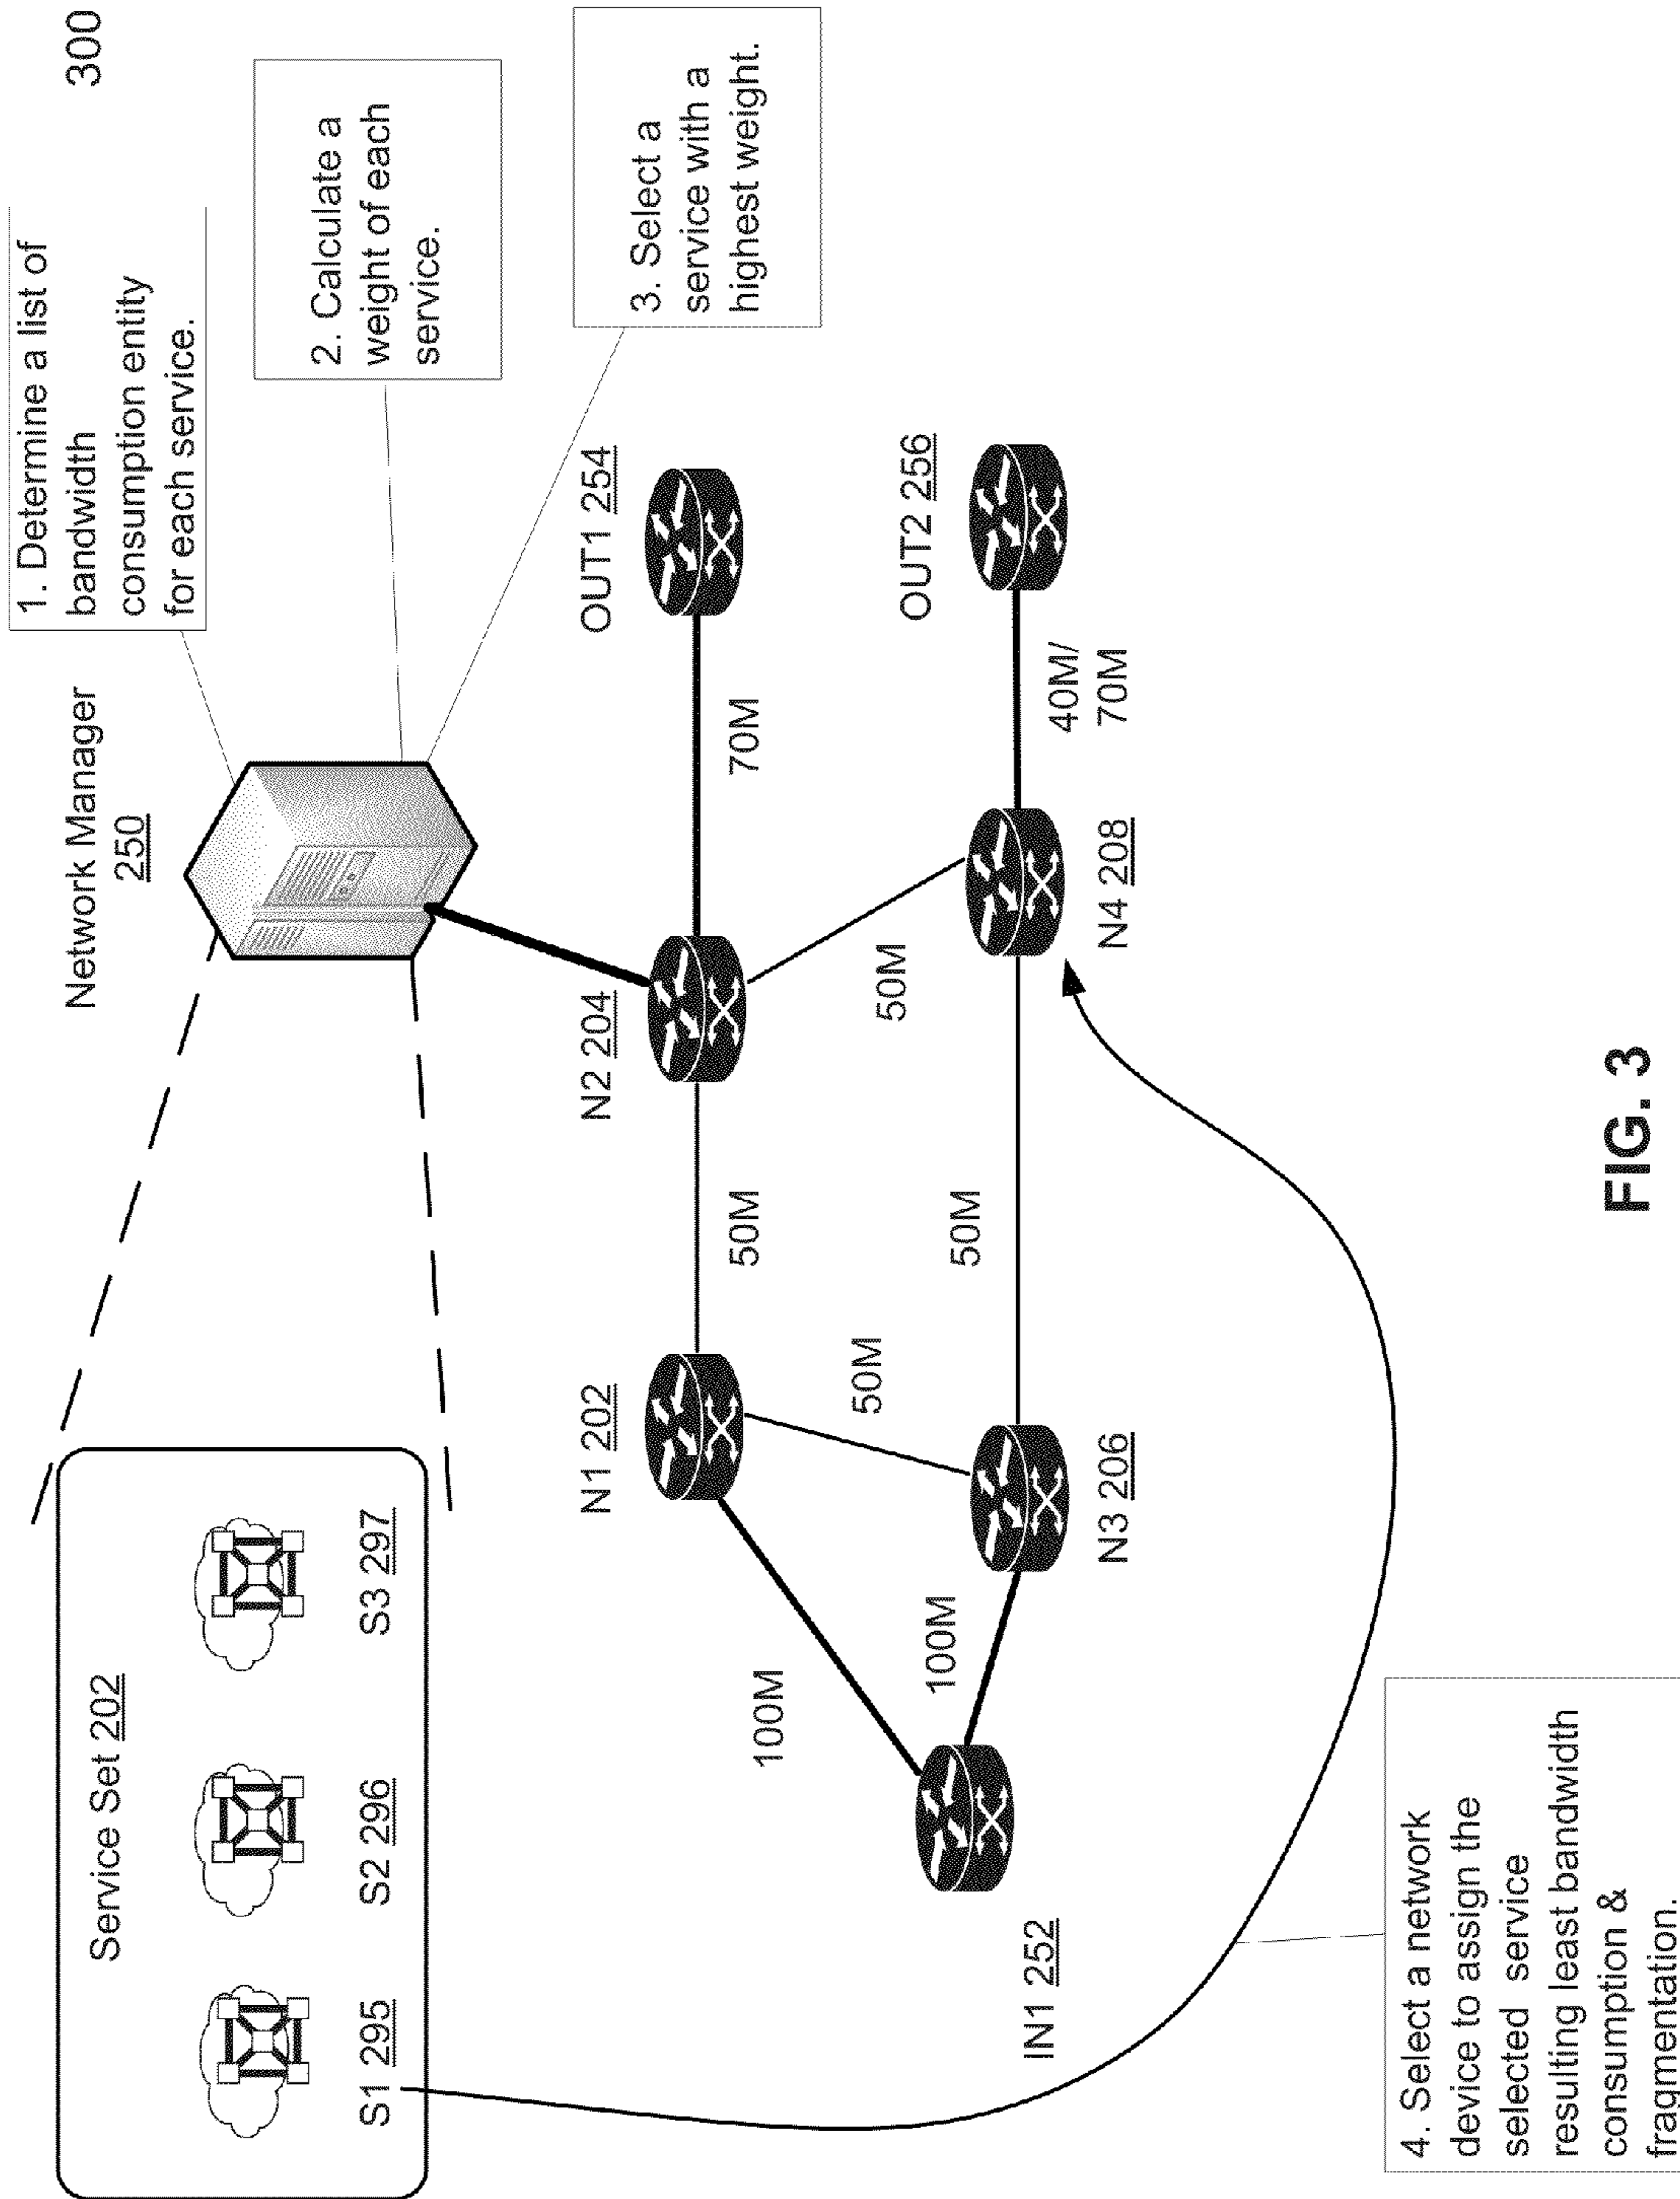 300
Network Manager
250
1. Determine a list of
bandwidth
consumption entity
for each service.
2. Calculate a
weight of each
service.
3. Select a
service with a
highest weight.
Service Set 202
S1 295
S2 296
S3 297
N1 202
N2 204
OUT1 254
50M
70M
100M
50M
50M
IN1 252
100M
N3 206
50M
N4 208
40M/
70M
OUT2 256
4. Select a network
device to assign the
selected service
resulting least bandwidth
consumption &
fragmentation.
FIG. 3